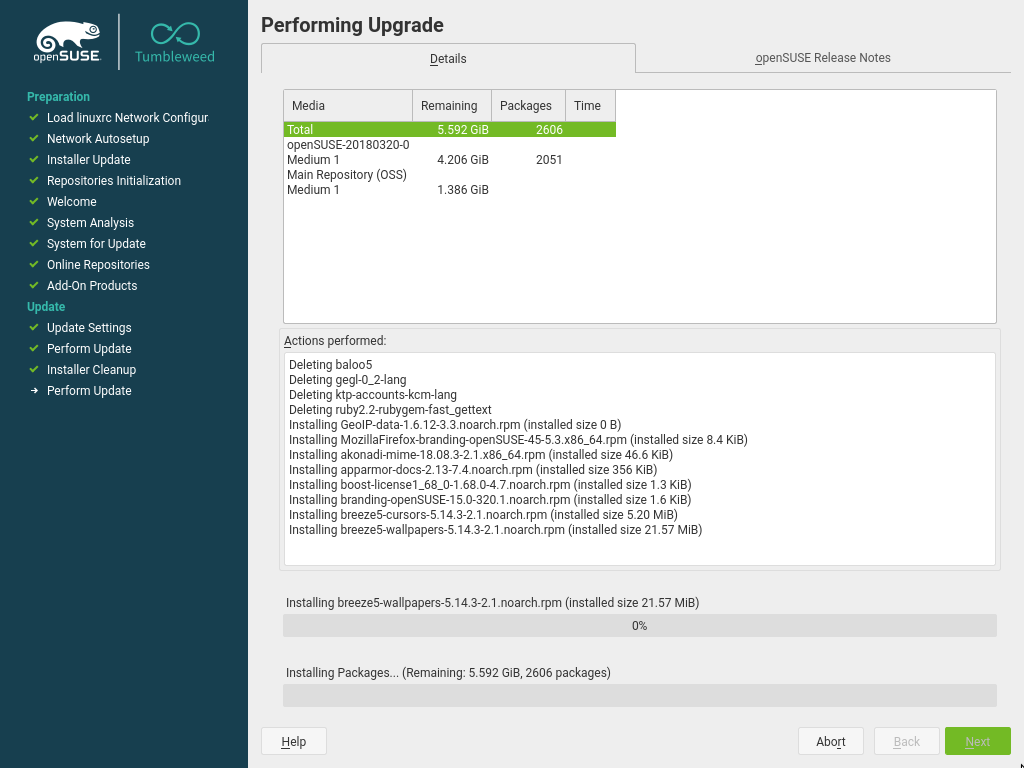 openSUSE
Tumbleweed
Preparation
Load linuxrc Network Configur
Network Autosetup
Installer Update
Repositories Initialization
Welcome
System Analysis
System for Update
Online Repositories
Add-On Products
Update
Update Settings
Perform Update
Installer Cleanup
Perform Update
Performing Upgrade
Details openSUSE Release Notes
Media Remaining Packages Time
Total 5.592 GiB 2606
openSUSE-20180320-0
Medium 1 4.206 GiB 2051
Main Repository (OSS)
Medium 1 1.386 GiB
Actions performed:
Deleting baloo5
Deleting gegl-0_2-lang
Deleting ktp-accounts-kcm-lang
Deleting ruby2.2-rubygem-fast_gettext
Installing GeoIP-data-1.6.12-3.3.noarch.rpm (installed size 0 B)
Installing MozillaFirefox-branding-openSUSE-45-5.3.x86_64.rpm (installed size 8.4 KiB)
Installing akonadi-mime-18.08.3-2.1.x86_64.rpm (installed size 46.6 KiB)
Installing apparmor-docs-2.13-7.4.noarch.rpm (installed size 356 KiB)
Installing boost-license1_68_0-1.68.0-4.7.noarch.rpm (installed size 1.3 KiB)
Installing branding-openSUSE-15.0-320.1.noarch.rpm (installed size 1.6 KiB)
Installing breeze5-cursors-5.14.3-2.1.noarch.rpm (installed size 5.20 MiB)
Installing breeze5-wallpapers-5.14.3-2.1.noarch.rpm (installed size 21.57 MiB)
Installing breeze5-wallpapers-5.14.3-2.1.noarch.rpm (installed size 21.57 MiB)
0%
Installing Packages... (Remaining: 5.592 GiB, 2606 packages)
Help Abort Back Next